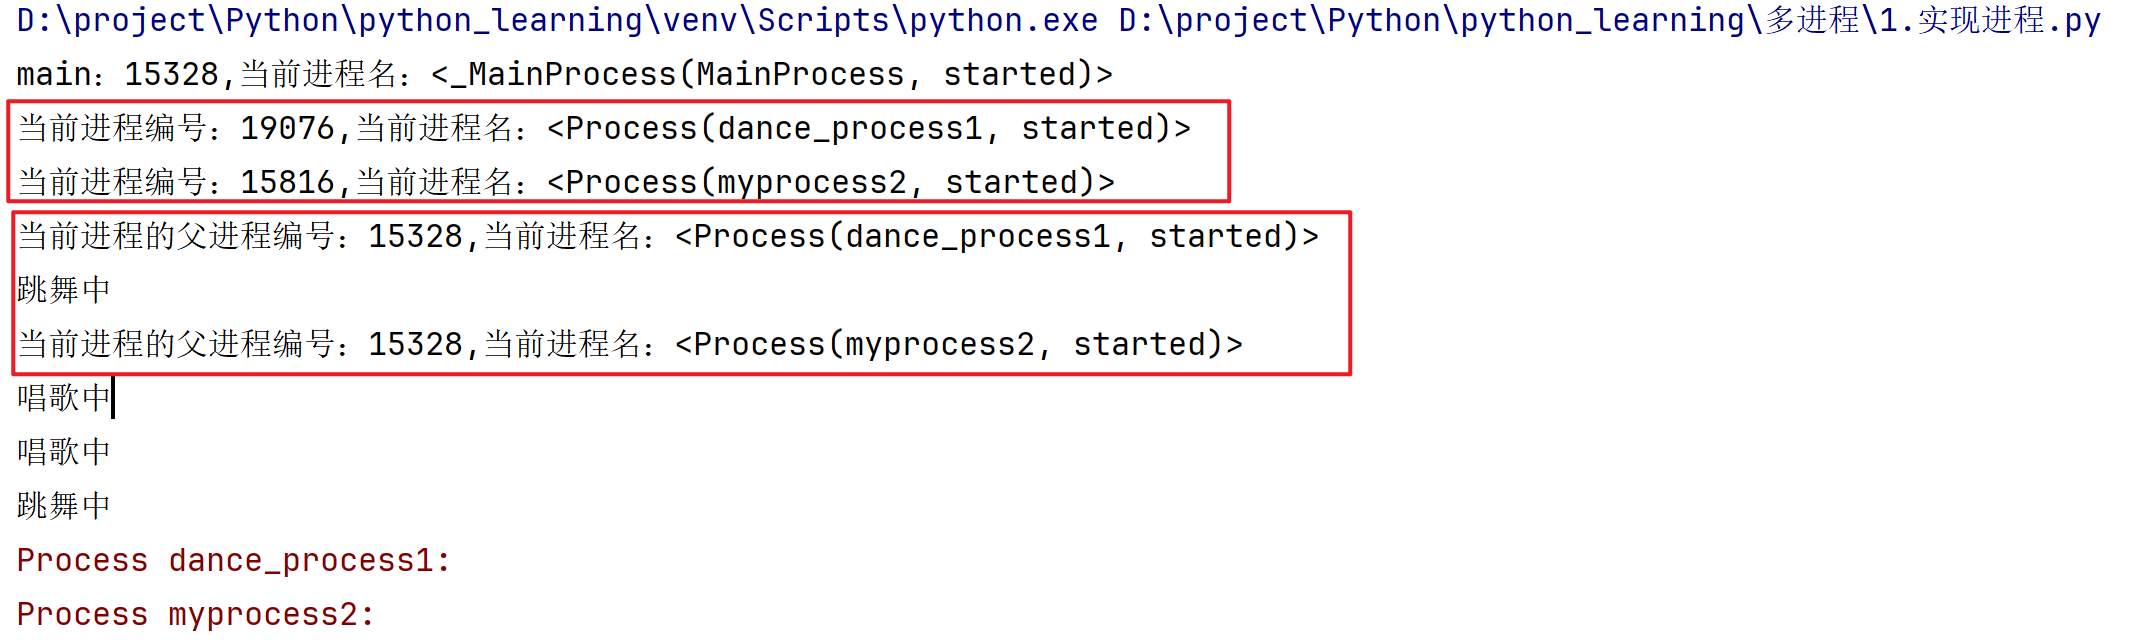 D:\project\Python\python_learning\venv\Scripts\python.exe D:\project\Python\python_learning\多进程\1.实现进程.py
main：15328,当前进程名：<_MainProcess(MainProcess, started)>
当前进程编号：19076,当前进程名：<Process(dance_process1, started)>
当前进程编号：15816,当前进程名：<Process(myprocess2, started)>
当前进程的父进程编号：15328,当前进程名：<Process(dance_process1, started)>
跳舞中
当前进程的父进程编号：15328,当前进程名：<Process(myprocess2, started)>
唱歌中
唱歌中
跳舞中
Process dance_process1:
Process myprocess2: